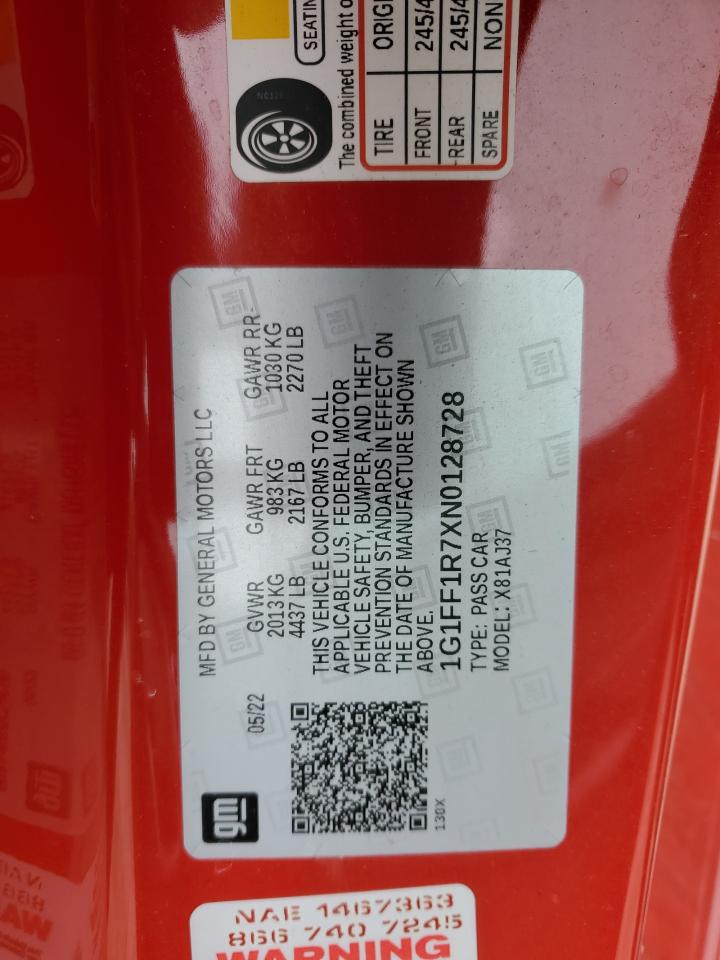 gm
MFD BY GENERAL MOTORS LLC
05/22
GVWR GAWR FRT GAWR RR.
2013 KG 983 KG 1030 KG
4437 LB 2167 LB 2270 LB
THIS VEHICLE CONFORMS TO ALL
APPLICABLE U.S. FEDERAL MOTOR
VEHICLE SAFETY, BUMPER, AND THEFT
PREVENTION STANDARDS IN EFFECT ON
THE DATE OF MANUFACTURE SHOWN
ABOVE.
1G1FF1R7XN0128728
TYPE: PASS CAR
MODEL: X81AJ37
130X
The combined weight
TIRE
FRONT 245/4
REAR 245/4
SPARE
NAE 1467363
866 740 7245
WARNING